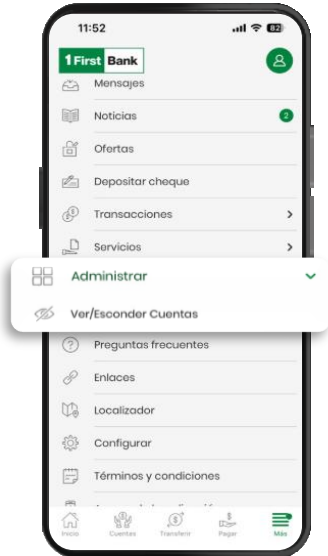 11:52
82
1First Bank
Mensajes
Noticias
2
Ofertas
Depositar cheque
Transacciones
Servicios
Administrar
Ver/Esconder Cuentas
Preguntas frecuentes
Enlaces
Localizador
Configurar
Términos y condiciones
Inicio
Cuentas
Transferir
Pagar
Más